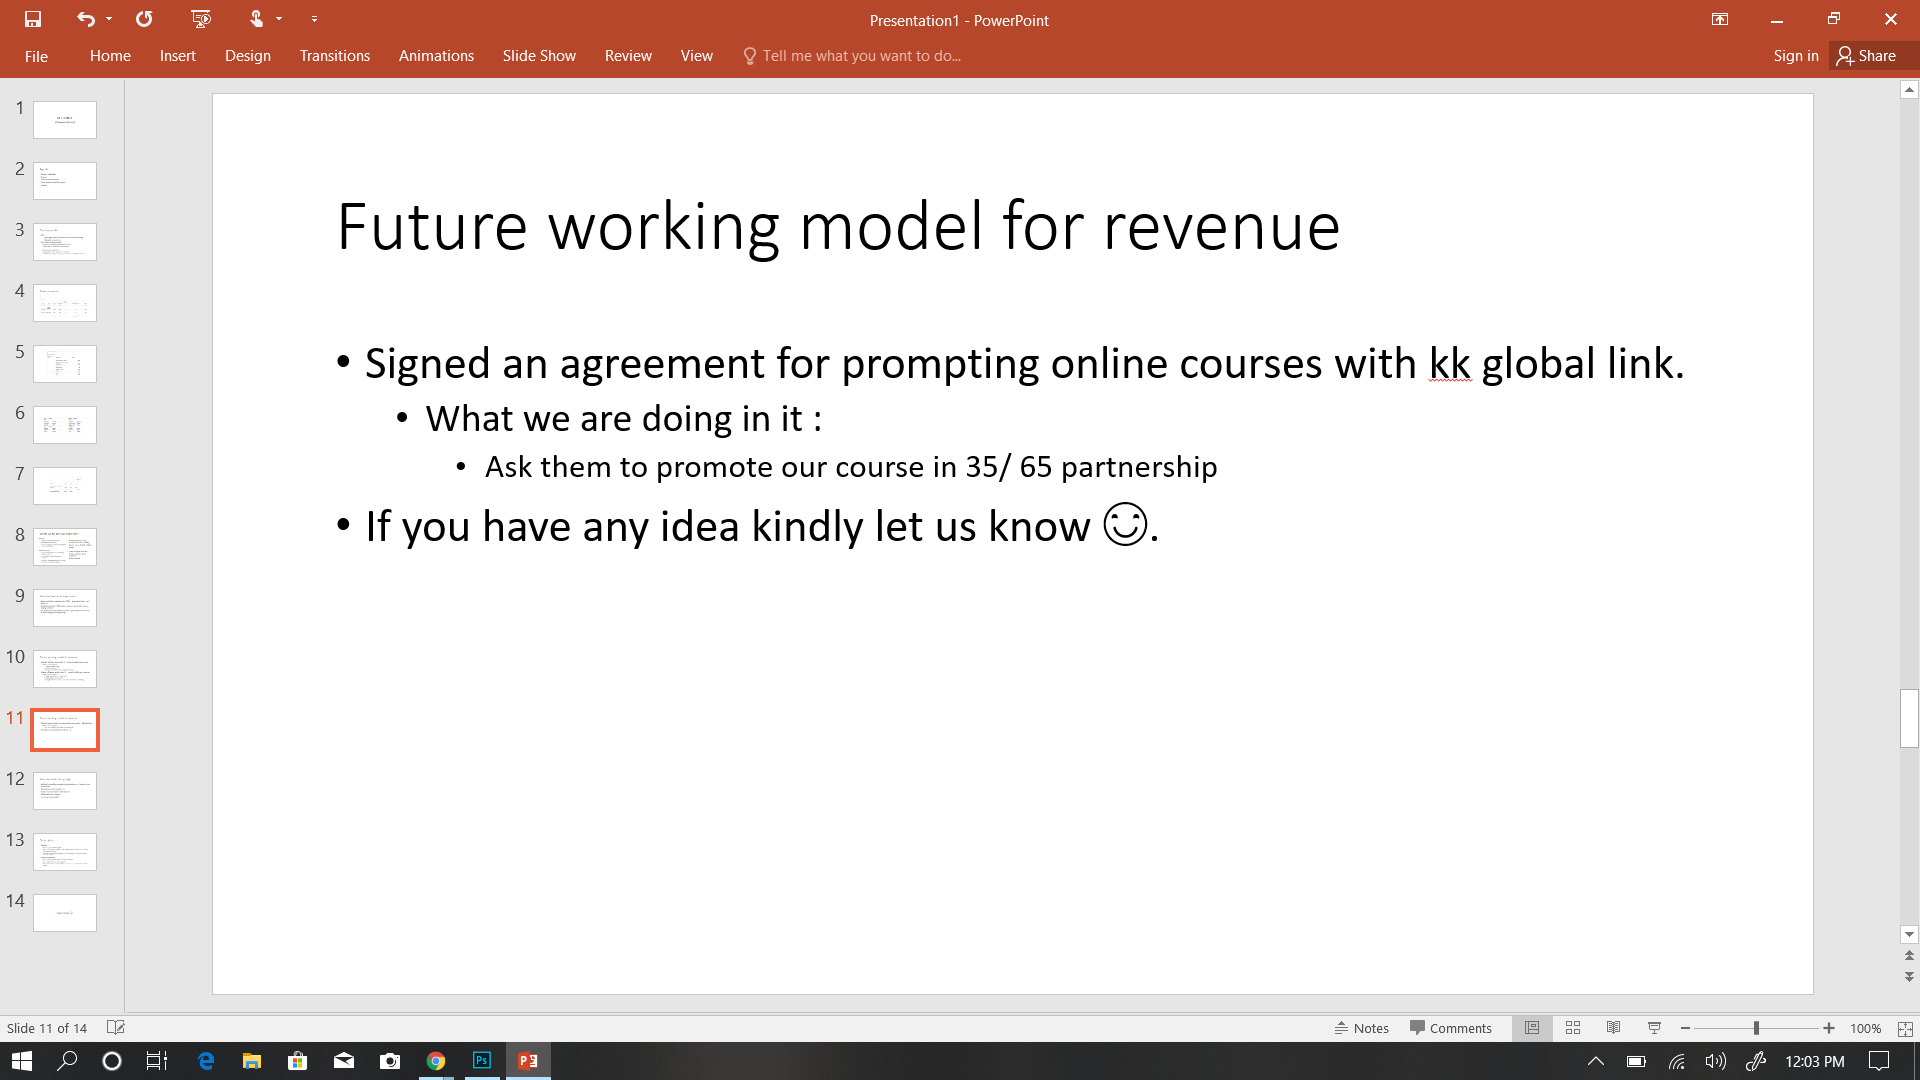 Presentation1 - PowerPoint
File Home Insert Design Transitions Animations Slide Show Review View Tell me what you want to do... Sign in Share
1
2
3
4
5
6
7
8
9
10
11
12
13
14
Future working model for revenue
• Signed an agreement for prompting online courses with kk global link.
• What we are doing in it :
• Ask them to promote our course in 35/ 65 partnership
• If you have any idea kindly let us know ☺.
Slide 11 of 14 Notes Comments 100%
Ps 12:03 PM